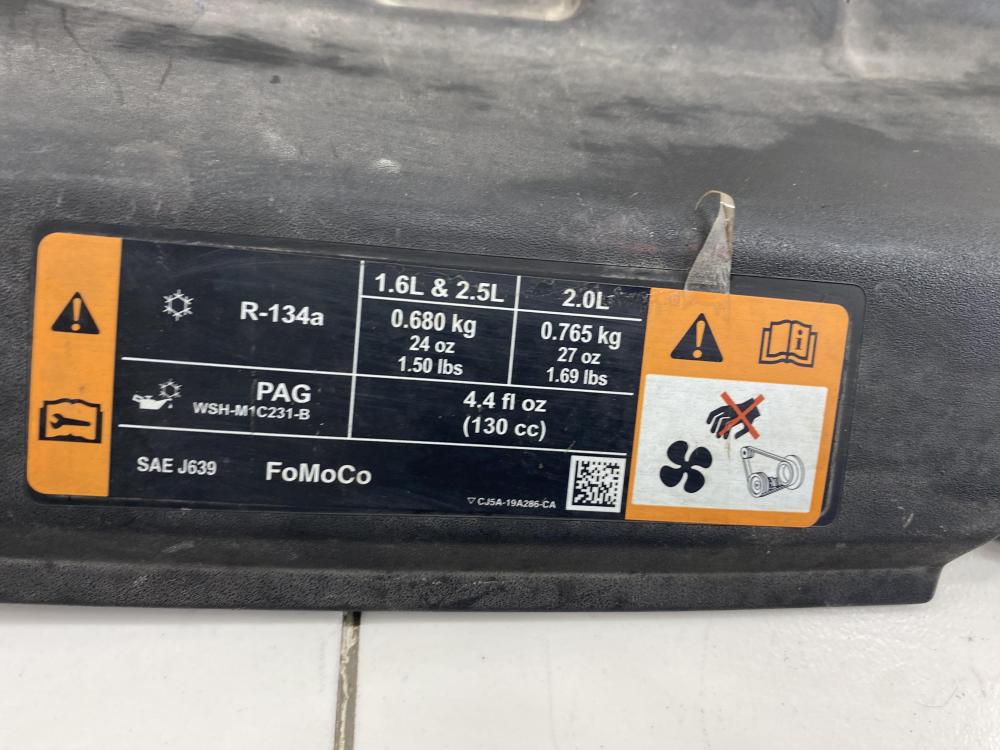 R-134a
1.6L & 2.5L
0.680 kg
24 oz
1.50 lbs
2.0L
0.765 kg
27 oz
1.69 lbs
PAG
WSH-M1C231-B
4.4 fl oz
(130 cc)
SAE J639
FoMoCo
▽ CJ5A-19A286-CA